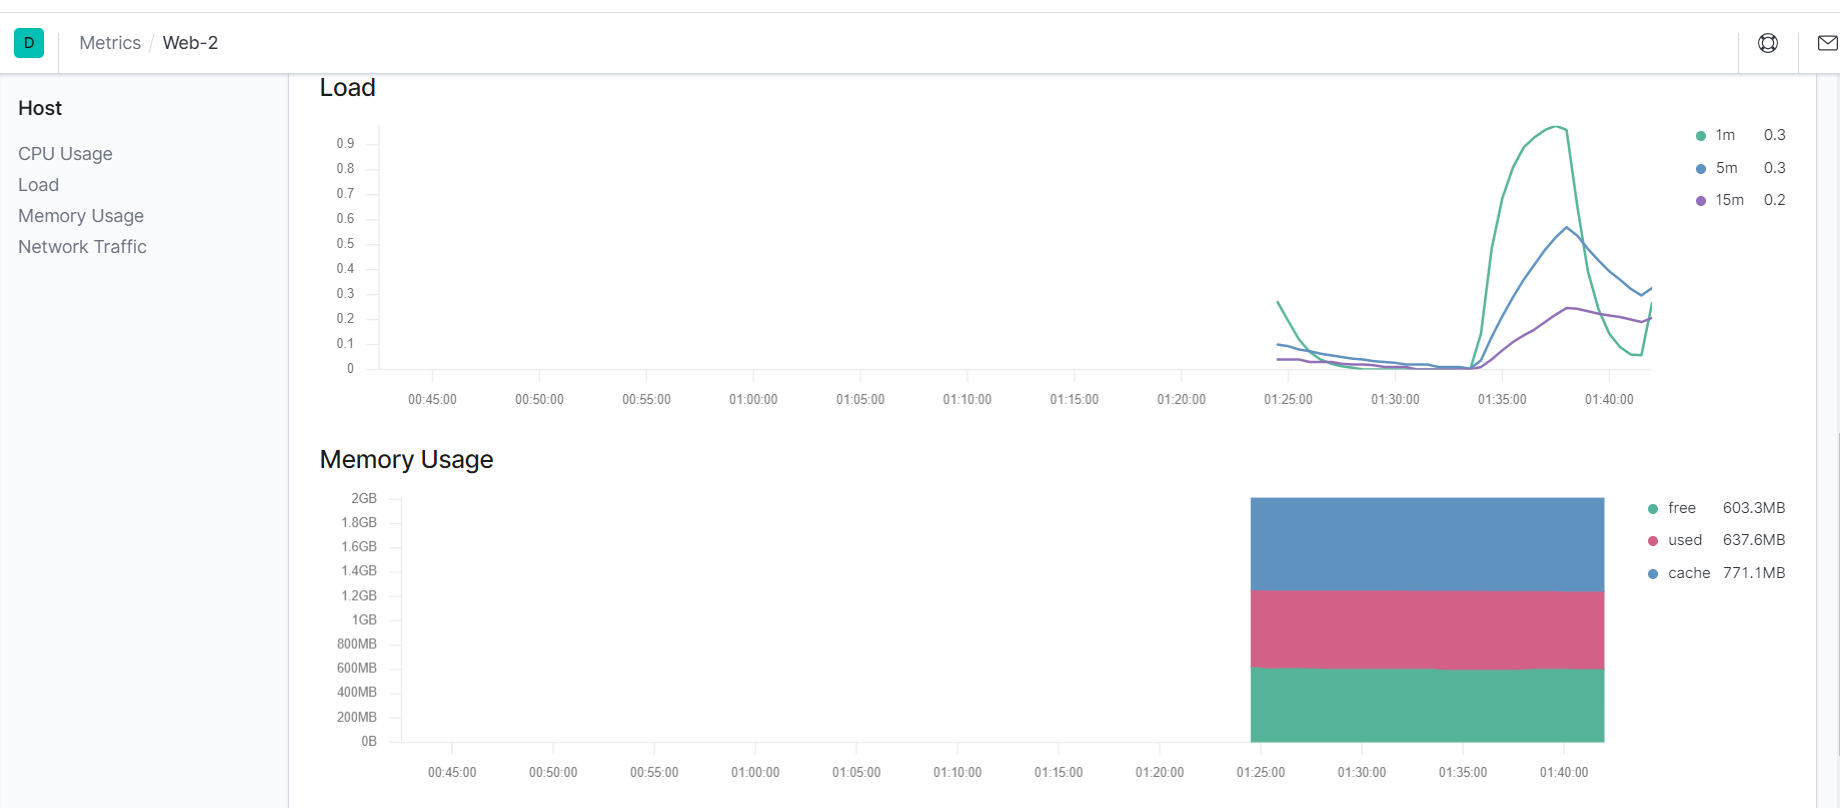 D Metrics / Web-2
Host
CPU Usage
Load
Memory Usage
Network Traffic
Load
0.9
0.8
0.7
0.6
0.5
0.4
0.3
0.2
0.1
0
00:45:00 00:50:00 00:55:00 01:00:00 01:05:00 01:10:00 01:15:00 01:20:00 01:25:00 01:30:00 01:35:00 01:40:00
1m 0.3
5m 0.3
15m 0.2
Memory Usage
2GB
1.8GB
1.6GB
1.4GB
1.2GB
1GB
800MB
600MB
400MB
200MB
0B
00:45:00 00:50:00 00:55:00 01:00:00 01:05:00 01:10:00 01:15:00 01:20:00 01:25:00 01:30:00 01:35:00 01:40:00
free 603.3MB
used 637.6MB
cache 771.1MB